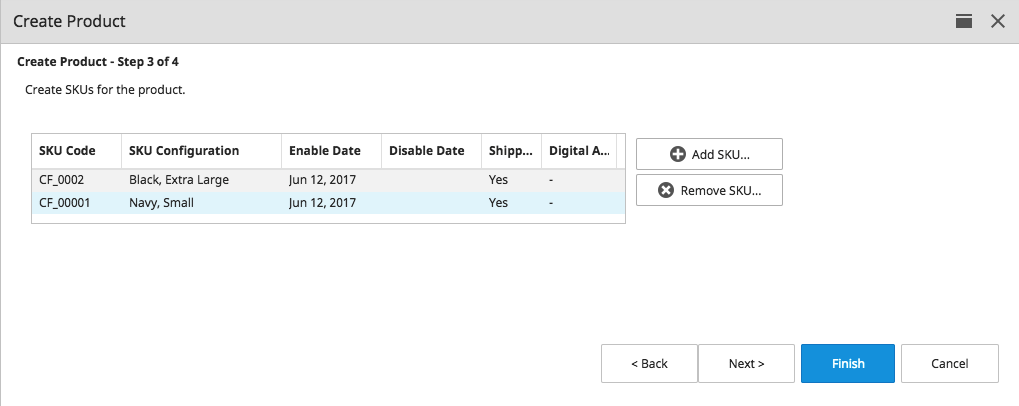 Create Product
Create Product - Step 3 of 4
Create SKUs for the product.
SKU Code SKU Configuration Enable Date Disable Date Shipp... Digital A...
CF_0002 Black, Extra Large Jun 12, 2017 Yes -
CF_00001 Navy, Small Jun 12, 2017 Yes -
Add SKU...
Remove SKU...
< Back Next > Finish Cancel